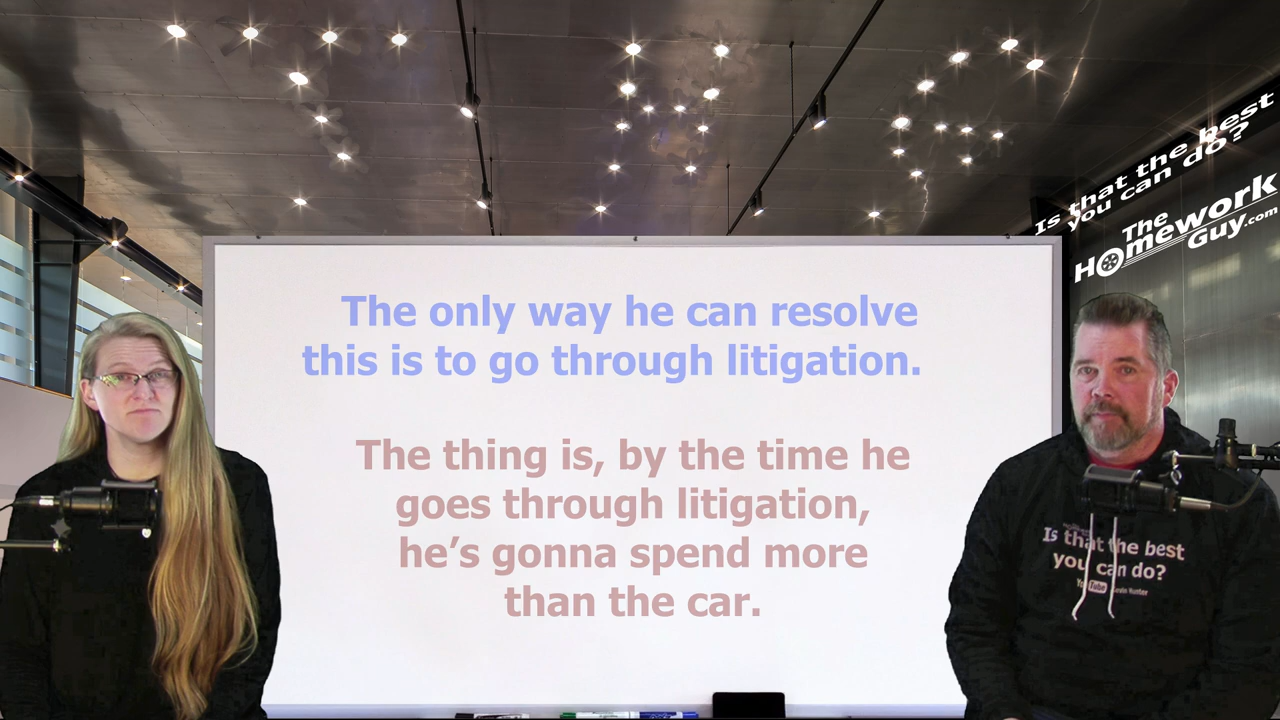 Is that the best
you can do?
The
Homework
Guy.com
The only way he can resolve
this is to go through litigation.
The thing is, by the time he
goes through litigation,
he’s gonna spend more
than the car.
Is that the best
you can do?
YouTube
Hunter